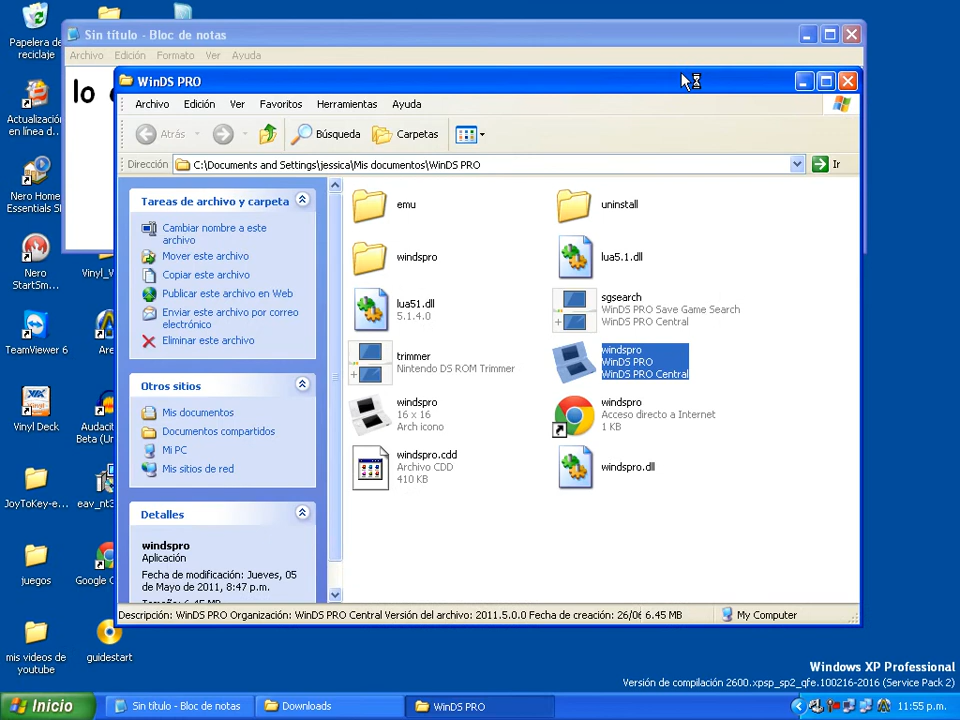 Papelera de
reciclaje
Sin título - Bloc de notas
Archivo Edición Formato Ver Ayuda
lo
WinDS PRO
Archivo Edición Ver Favoritos Herramientas Ayuda
Atrás Búsqueda Carpetas
Dirección C:\Documents and Settings\jessica\Mis documentos\WinDS PRO Ir
Actualización
en línea d...
Nero Home
Essentials S
Nero
StartSm...
Vinyl_
TeamViewer 6
Are
Vinyl Deck
Audacit
Beta (Un
JoyToKey-e...
eav_nt3
juegos
Google C
mis videos de
youtube
guidestart
Tareas de archivo y carpeta
Cambiar nombre a este
archivo
Mover este archivo
Copiar este archivo
Publicar este archivo en Web
Enviar este archivo por correo
electrónico
Eliminar este archivo
Otros sitios
Mis documentos
Documentos compartidos
Mi PC
Mis sitios de red
Detalles
windspro
Aplicación
Fecha de modificación: Jueves, 05
de Mayo de 2011, 8:47 p.m.
Tamaño: 6.45 MB
emu
uninstall
windspro
lua5.1.dll
lua51.dll
5.1.4.0
sgsearch
WinDS PRO Save Game Search
WinDS PRO Central
trimmer
Nintendo DS ROM Trimmer
windspro
WinDS PRO
WinDS PRO Central
windspro
16 x 16
Arch icono
windspro
Acceso directo a Internet
1 KB
windspro.cdd
Archivo CDD
410 KB
windspro.dll
Descripción: WinDS PRO Organización: WinDS PRO Central Versión del archivo: 2011.5.0.0 Fecha de creación: 26/0 6.45 MB My Computer
Windows XP Professional
Versión de compilación 2600.xpsp_sp2_qfe.100216-2016 (Service Pack 2)
Inicio Sin título - Bloc de notas Downloads WinDS PRO 11:55 p.m.